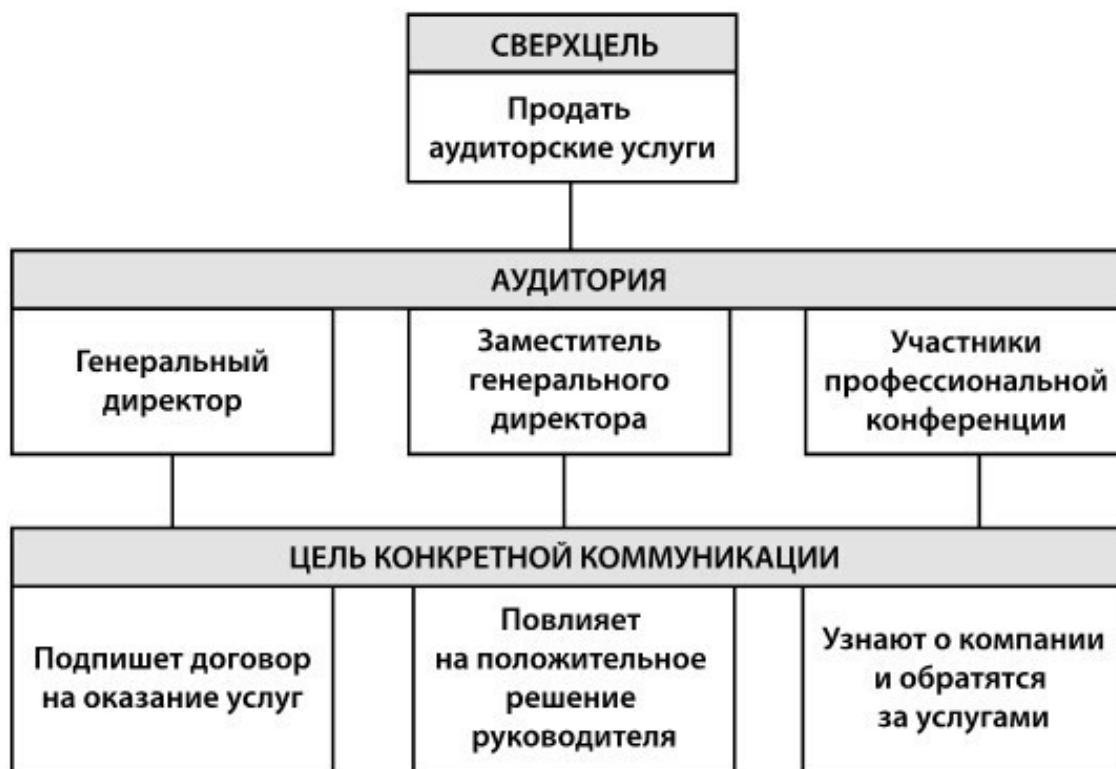 СВЕРХЦЕЛЬ
Продать
аудиторские услуги
АУДИТОРИЯ
Генеральный
директор
Заместитель
генерального
директора
Участники
профессиональной
конференции
ЦЕЛЬ КОНКРЕТНОЙ КОММУНИКАЦИИ
Подпишет договор
на оказание услуг
Повлияет
на положительное
решение
руководителя
Узнают о компании
и обратятся
за услугами